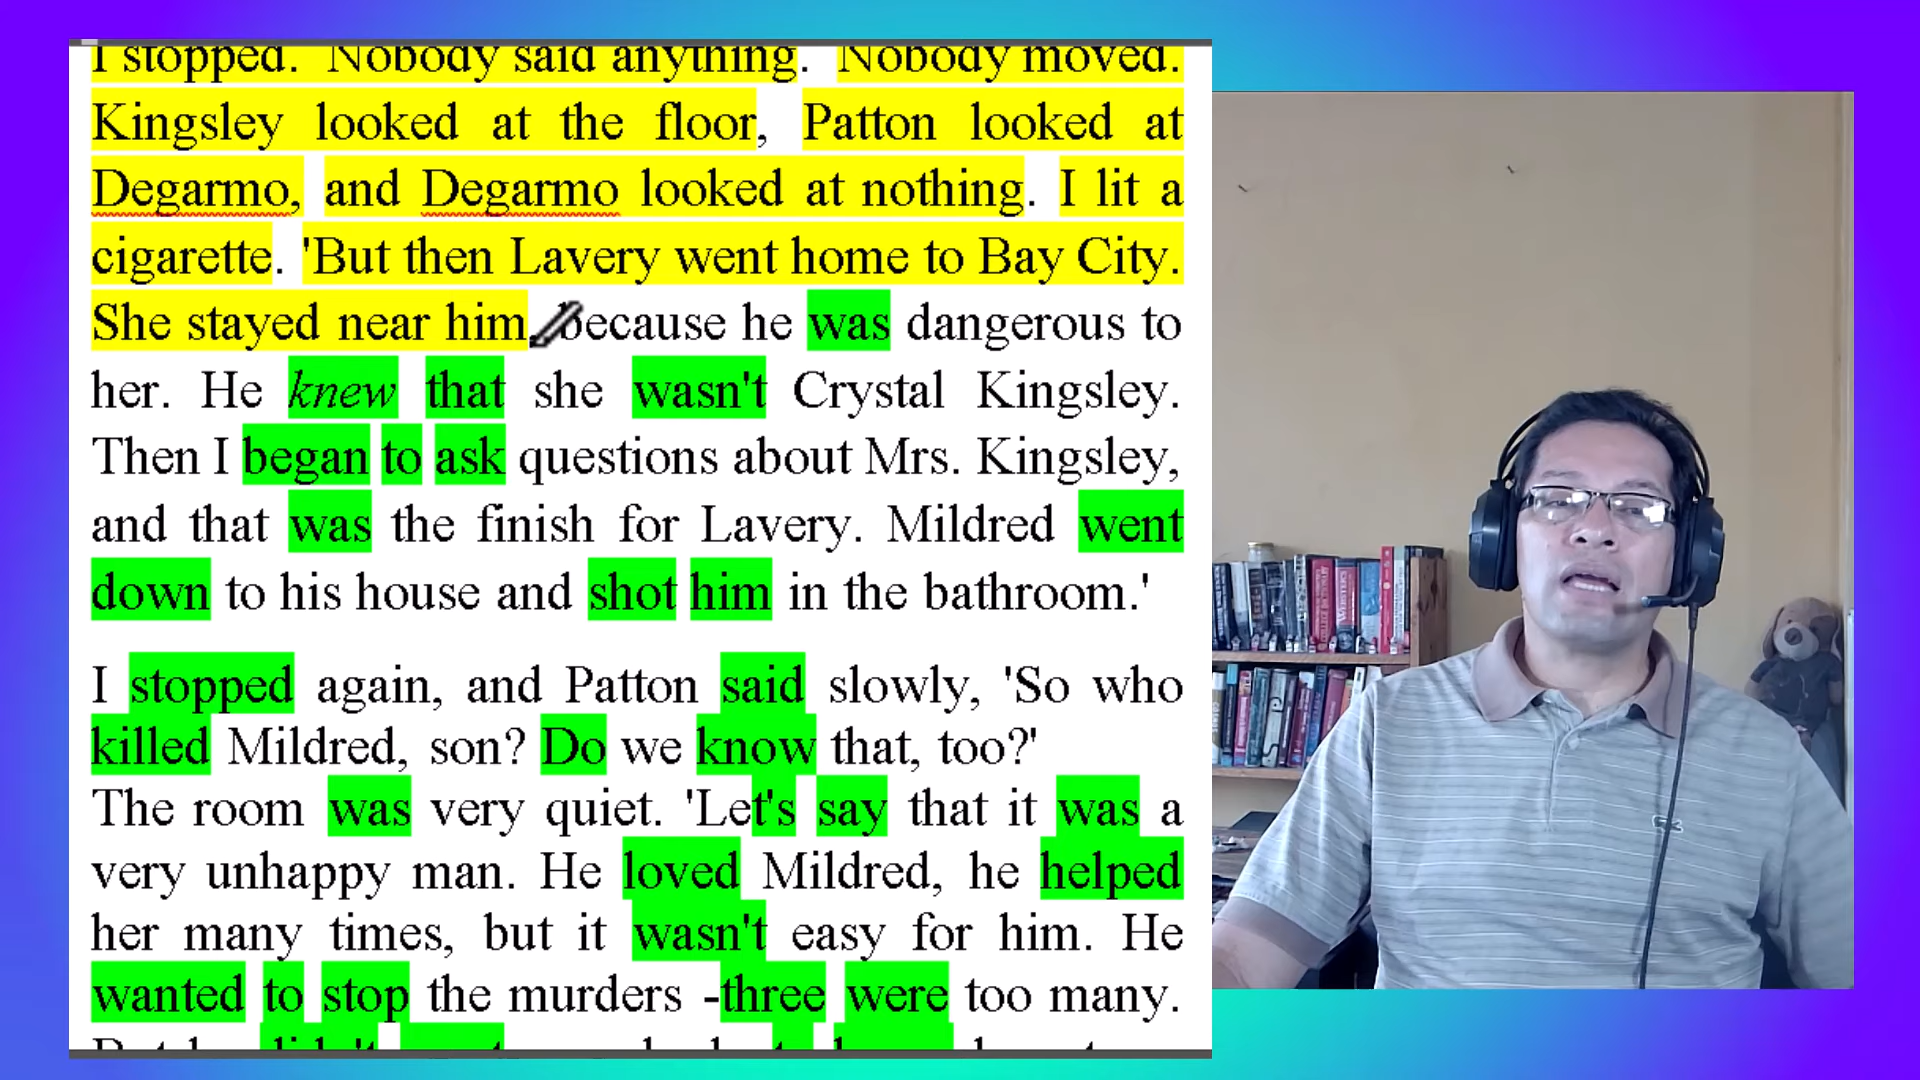 I stopped. Nobody said anything. Nobody moved.
Kingsley looked at the floor, Patton looked at
Degarmo, and Degarmo looked at nothing. I lit a
cigarette. 'But then Lavery went home to Bay City.
She stayed near him, because he was dangerous to
her. He knew that she wasn't Crystal Kingsley.
Then I began to ask questions about Mrs. Kingsley,
and that was the finish for Lavery. Mildred went
down to his house and shot him in the bathroom.'
I stopped again, and Patton said slowly, 'So who
killed Mildred, son? Do we know that, too?'
The room was very quiet. 'Let's say that it was a
very unhappy man. He loved Mildred, he helped
her many times, but it wasn't easy for him. He
wanted to stop the murders -three were too many.